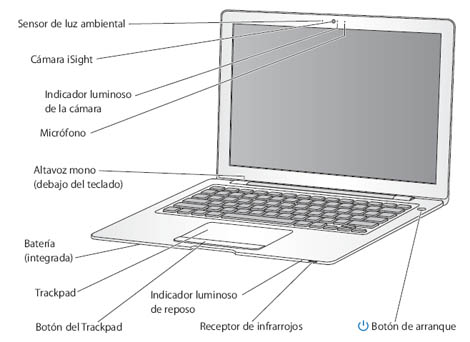 Sensor de luz ambiental
Cámara iSight
Indicador luminoso
de la cámara
Micrófono
Altavoz mono
(debajo del teclado)
Batería
(integrada)
Trackpad
Botón del Trackpad
Indicador luminoso
de reposo
Receptor de infrarrojos
Botón de arranque